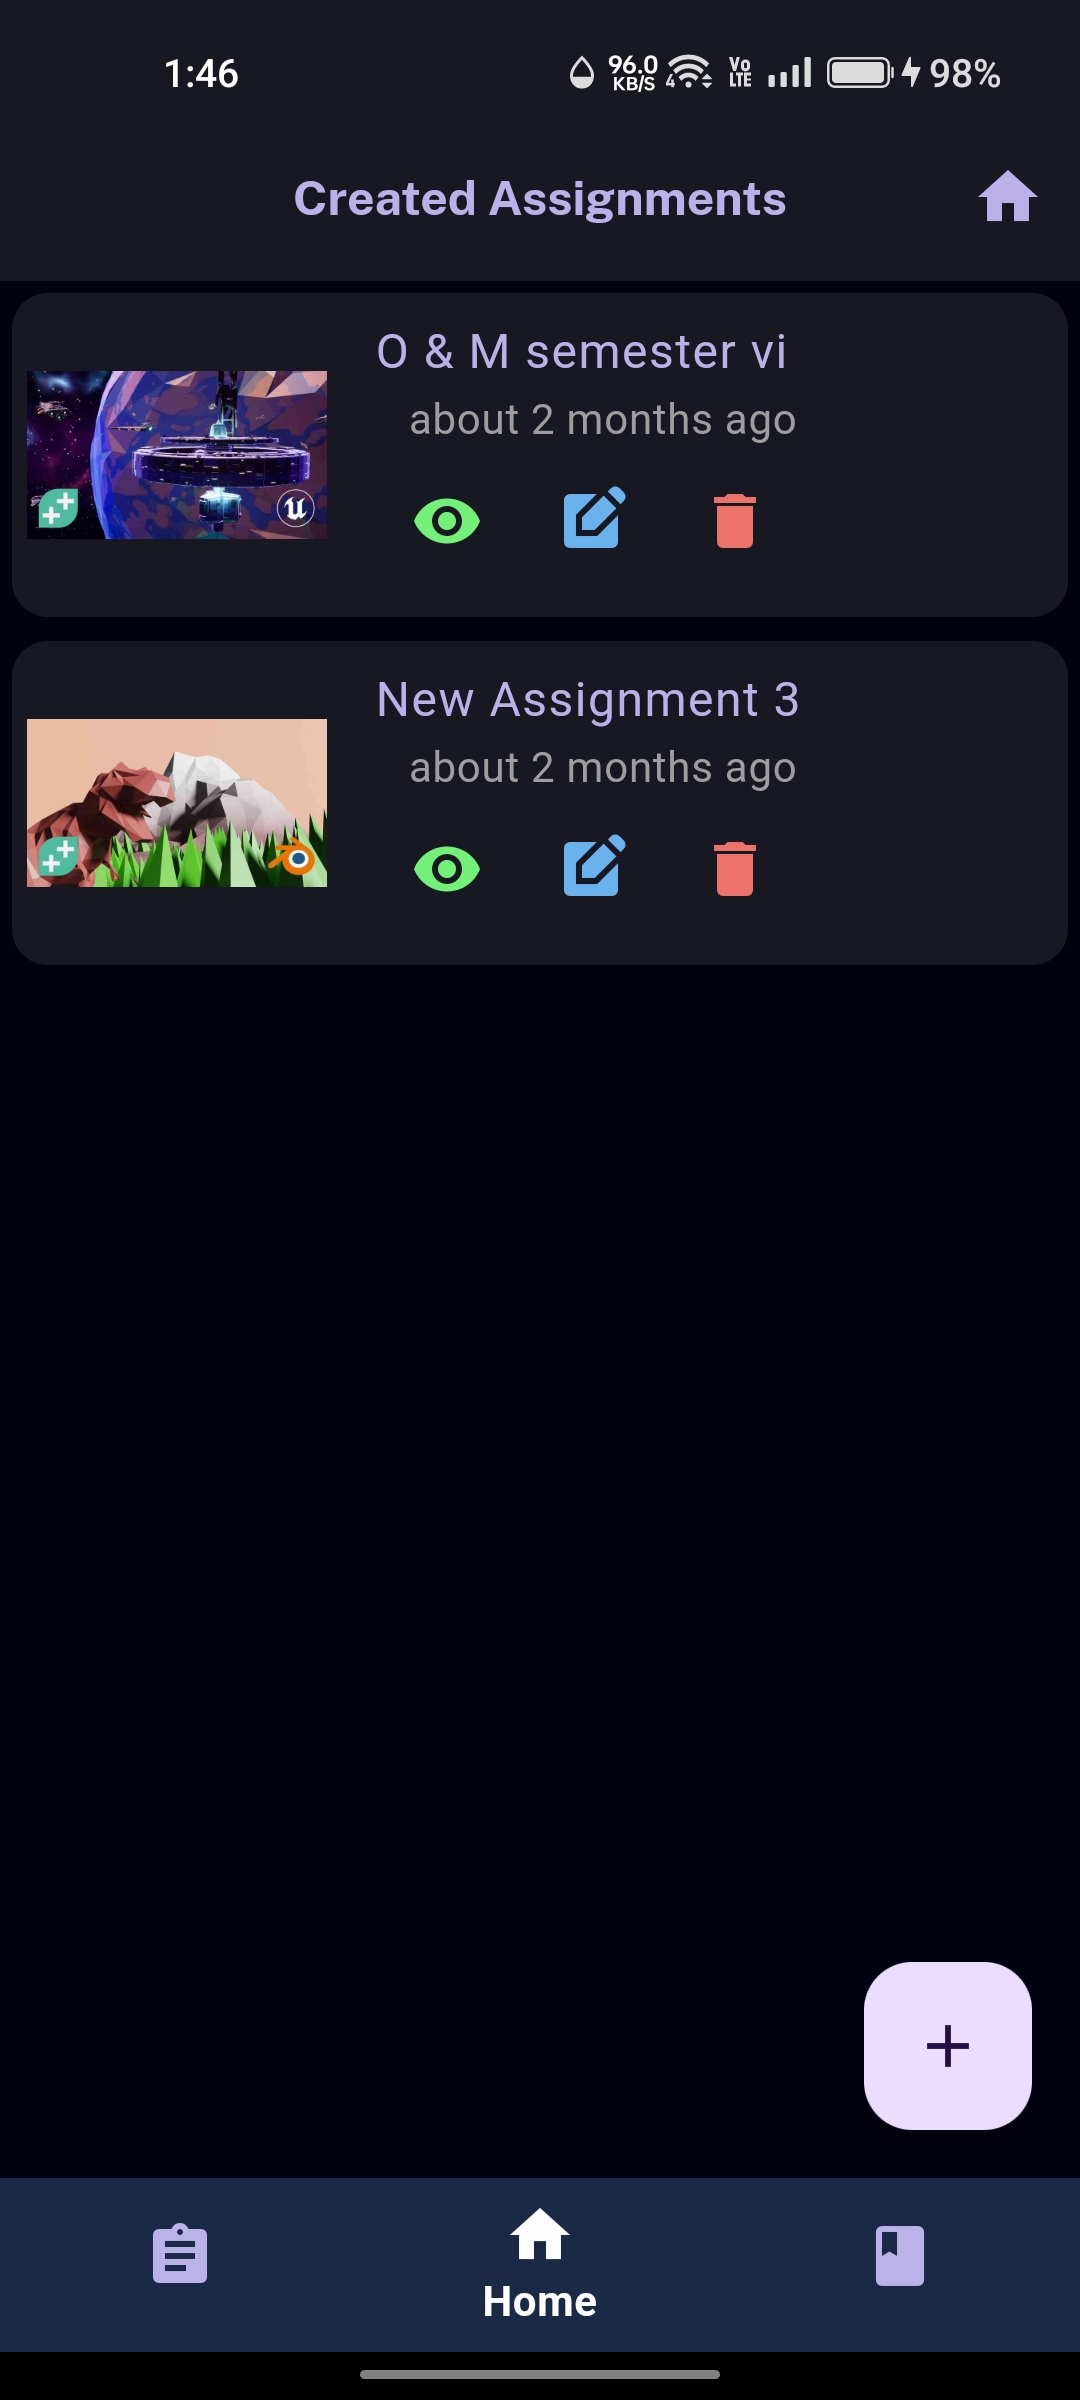 1:46
96.0
KB/S
4
Vo
LTE
98%
Created Assignments
O & M semester vi
about 2 months ago
New Assignment 3
about 2 months ago
Home